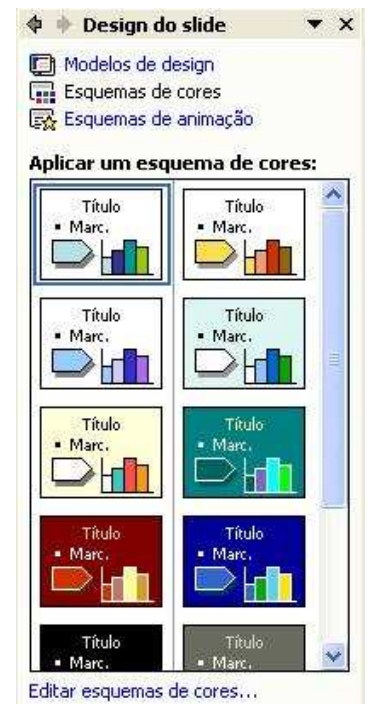 Design do slide
Modelos de design
Esquemas de cores
Esquemas de animação
Aplicar um esquema de cores:
Título
▪ Marc.
Título
▪ Marc.
Título
▪ Marc.
Título
▪ Marc.
Título
▪ Marc.
Título
▪ Marc.
Título
▪ Marc.
Título
▪ Marc.
Título
▪ Marc.
Título
▪ Marc.
Editar esquemas de cores...